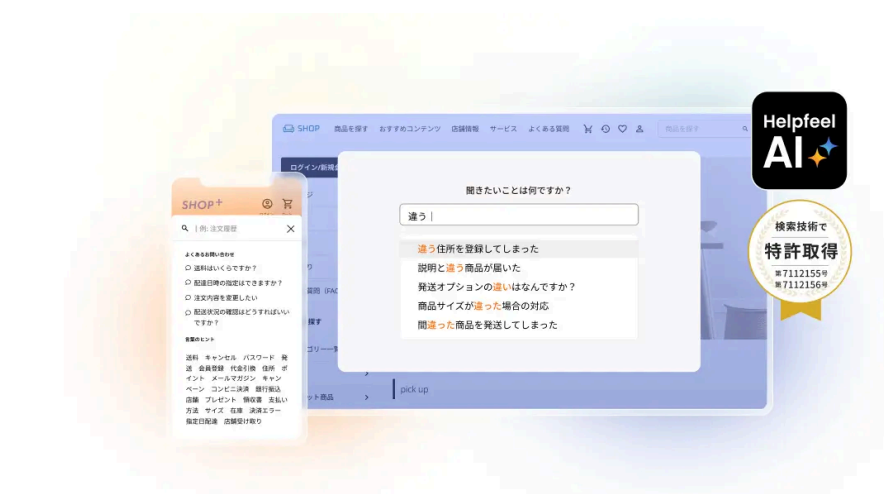 SHOP 商品を探す おすすめコンテンツ 店舗情報 サービス よくある質問 商品を探す
ログイン/新規
聞きたいことは何ですか？
違う
違う住所を登録してしまった
説明と違う商品が届いた
発送オプションの違いはなんですか？
商品サイズが違った場合の対応
間違った商品を発送してしまった
質問 (FAQ
探す
ゴリー一覧
ット商品
pick up
SHOP+
例: 注文履歴
よくあるお問い合わせ
送料はいくらですか？
配達日時の指定はできますか？
注文内容を変更したい
配送状況の確認はどうすればいい
ですか？
言葉のヒント
送料 キャンセル パスワード 発
送 会員登録 代金引換 住所 ポ
イント メールマガジン キャン
ペーン コンビニ決済 銀行振込
店舗 プレゼント 領収書 支払い
方法 サイズ 在庫 決済エラー
指定日配達 店舗受け取り
Helpfeel
AI
検索技術で
特許取得
第7112155号
第7112156号